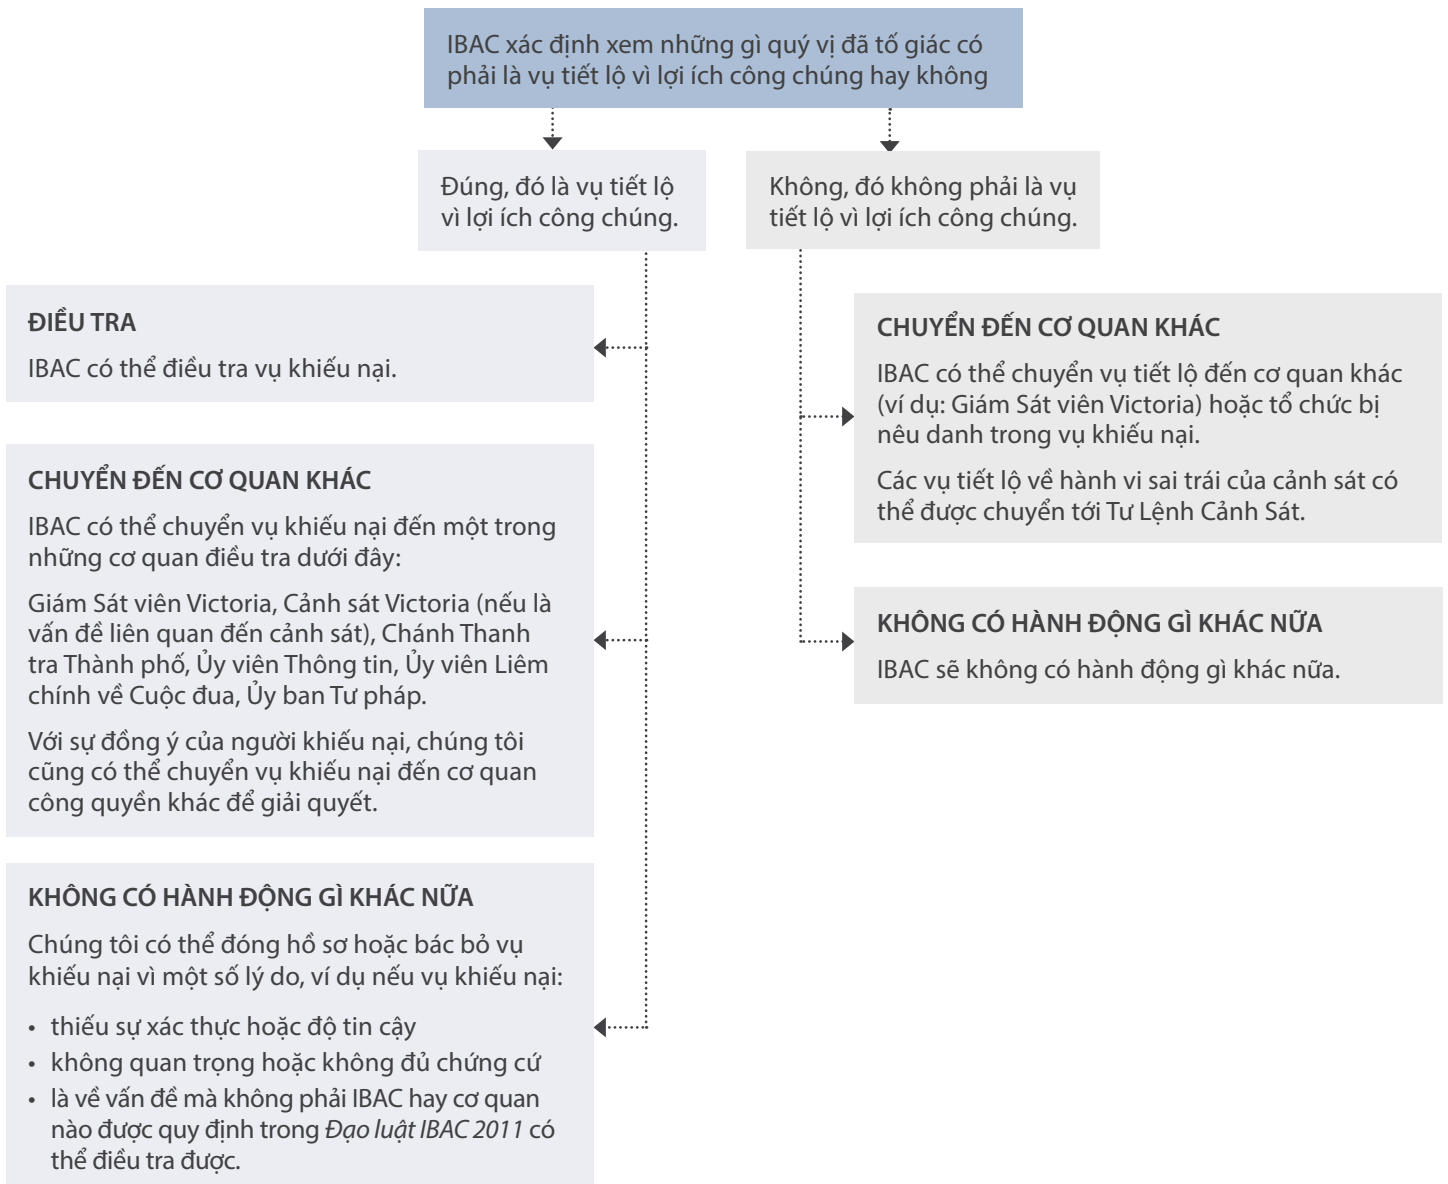 IBAC xác định xem những gì quý vị đã tố giác có
phải là vụ tiết lộ vì lợi ích công chúng hay không
Đúng, đó là vụ tiết lộ
vì lợi ích công chúng.
Không, đó không phải là vụ
tiết lộ vì lợi ích công chúng.
ĐIỀU TRA
IBAC có thể điều tra vụ khiếu nại.
CHUYỂN ĐẾN CƠ QUAN KHÁC
IBAC có thể chuyển vụ khiếu nại đến một trong
những cơ quan điều tra dưới đây:
Giám Sát viên Victoria, Cảnh sát Victoria (nếu là
vấn đề liên quan đến cảnh sát), Chánh Thanh
tra Thành phố, Ủy viên Thông tin, Ủy viên Liêm
chính về Cuộc đua, Ủy ban Tư pháp.
Với sự đồng ý của người khiếu nại, chúng tôi
cũng có thể chuyển vụ khiếu nại đến cơ quan
công quyền khác để giải quyết.
KHÔNG CÓ HÀNH ĐỘNG GÌ KHÁC NỮA
Chúng tôi có thể đóng hồ sơ hoặc bác bỏ vụ
khiếu nại vì một số lý do, ví dụ nếu vụ khiếu nại:
• thiếu sự xác thực hoặc độ tin cậy
• không quan trọng hoặc không đủ chứng cứ
• là về vấn đề mà không phải IBAC hay cơ quan
nào được quy định trong Đạo luật IBAC 2011 có
thể điều tra được.
CHUYỂN ĐẾN CƠ QUAN KHÁC
IBAC có thể chuyển vụ tiết lộ đến cơ quan khác
(ví dụ: Giám Sát viên Victoria) hoặc tổ chức bị
nêu danh trong vụ khiếu nại.
Các vụ tiết lộ về hành vi sai trái của cảnh sát có
thể được chuyển tới Tư Lệnh Cảnh Sát.
KHÔNG CÓ HÀNH ĐỘNG GÌ KHÁC NỮA
IBAC sẽ không có hành động gì khác nữa.